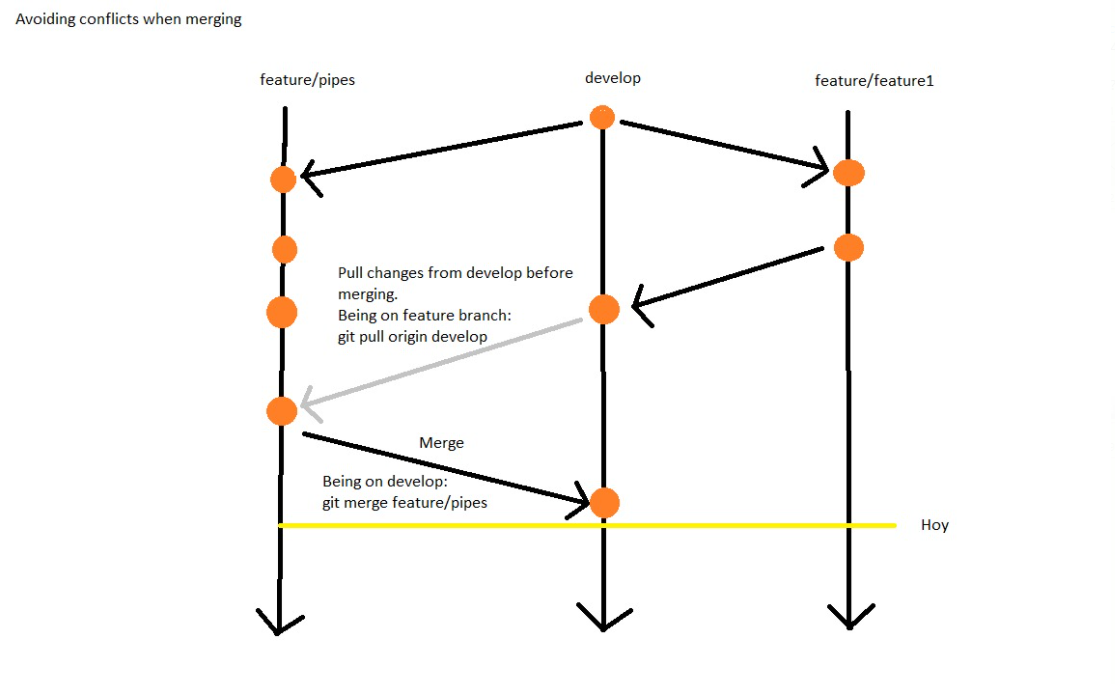 Avoiding conflicts when merging
feature/pipes
develop
feature/feature1
Pull changes from develop before
merging.
Being on feature branch:
git pull origin develop
Merge
Being on develop:
git merge feature/pipes
Hoy